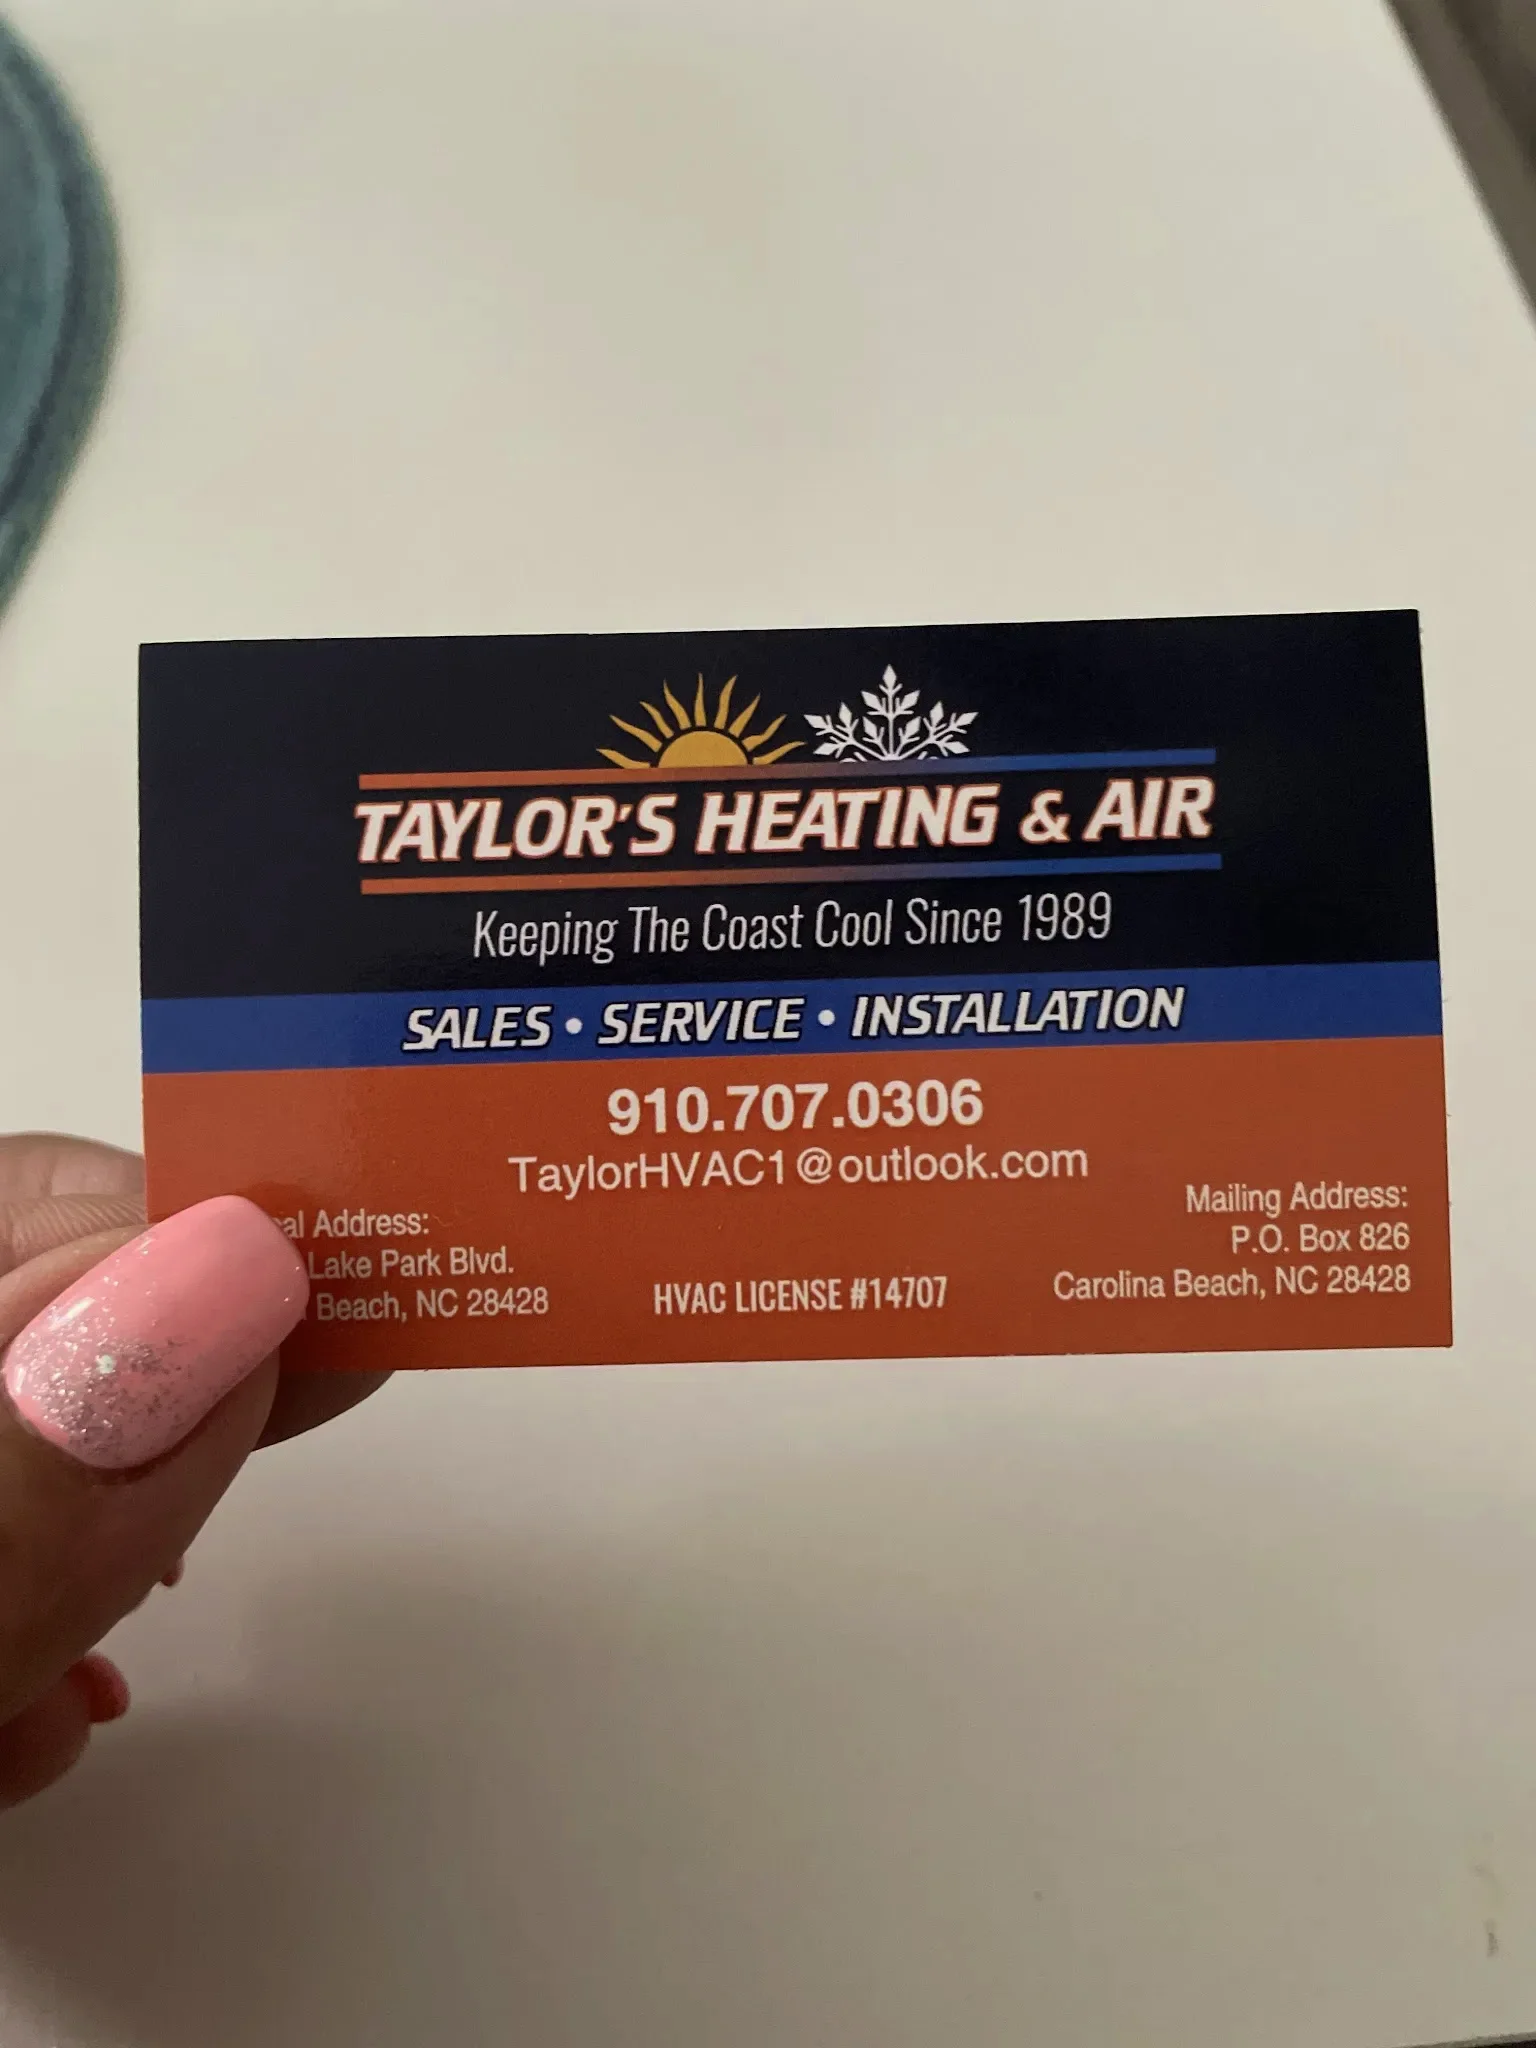 TAYLOR'S HEATING & AIR
Keeping The Coast Cool Since 1989
SALES • SERVICE • INSTALLATION
910.707.0306
TaylorHVAC1@outlook.com
Address:
Lake Park Blvd.
Beach, NC 28428
HVAC LICENSE #14707
Mailing Address:
P.O. Box 826
Carolina Beach, NC 28428